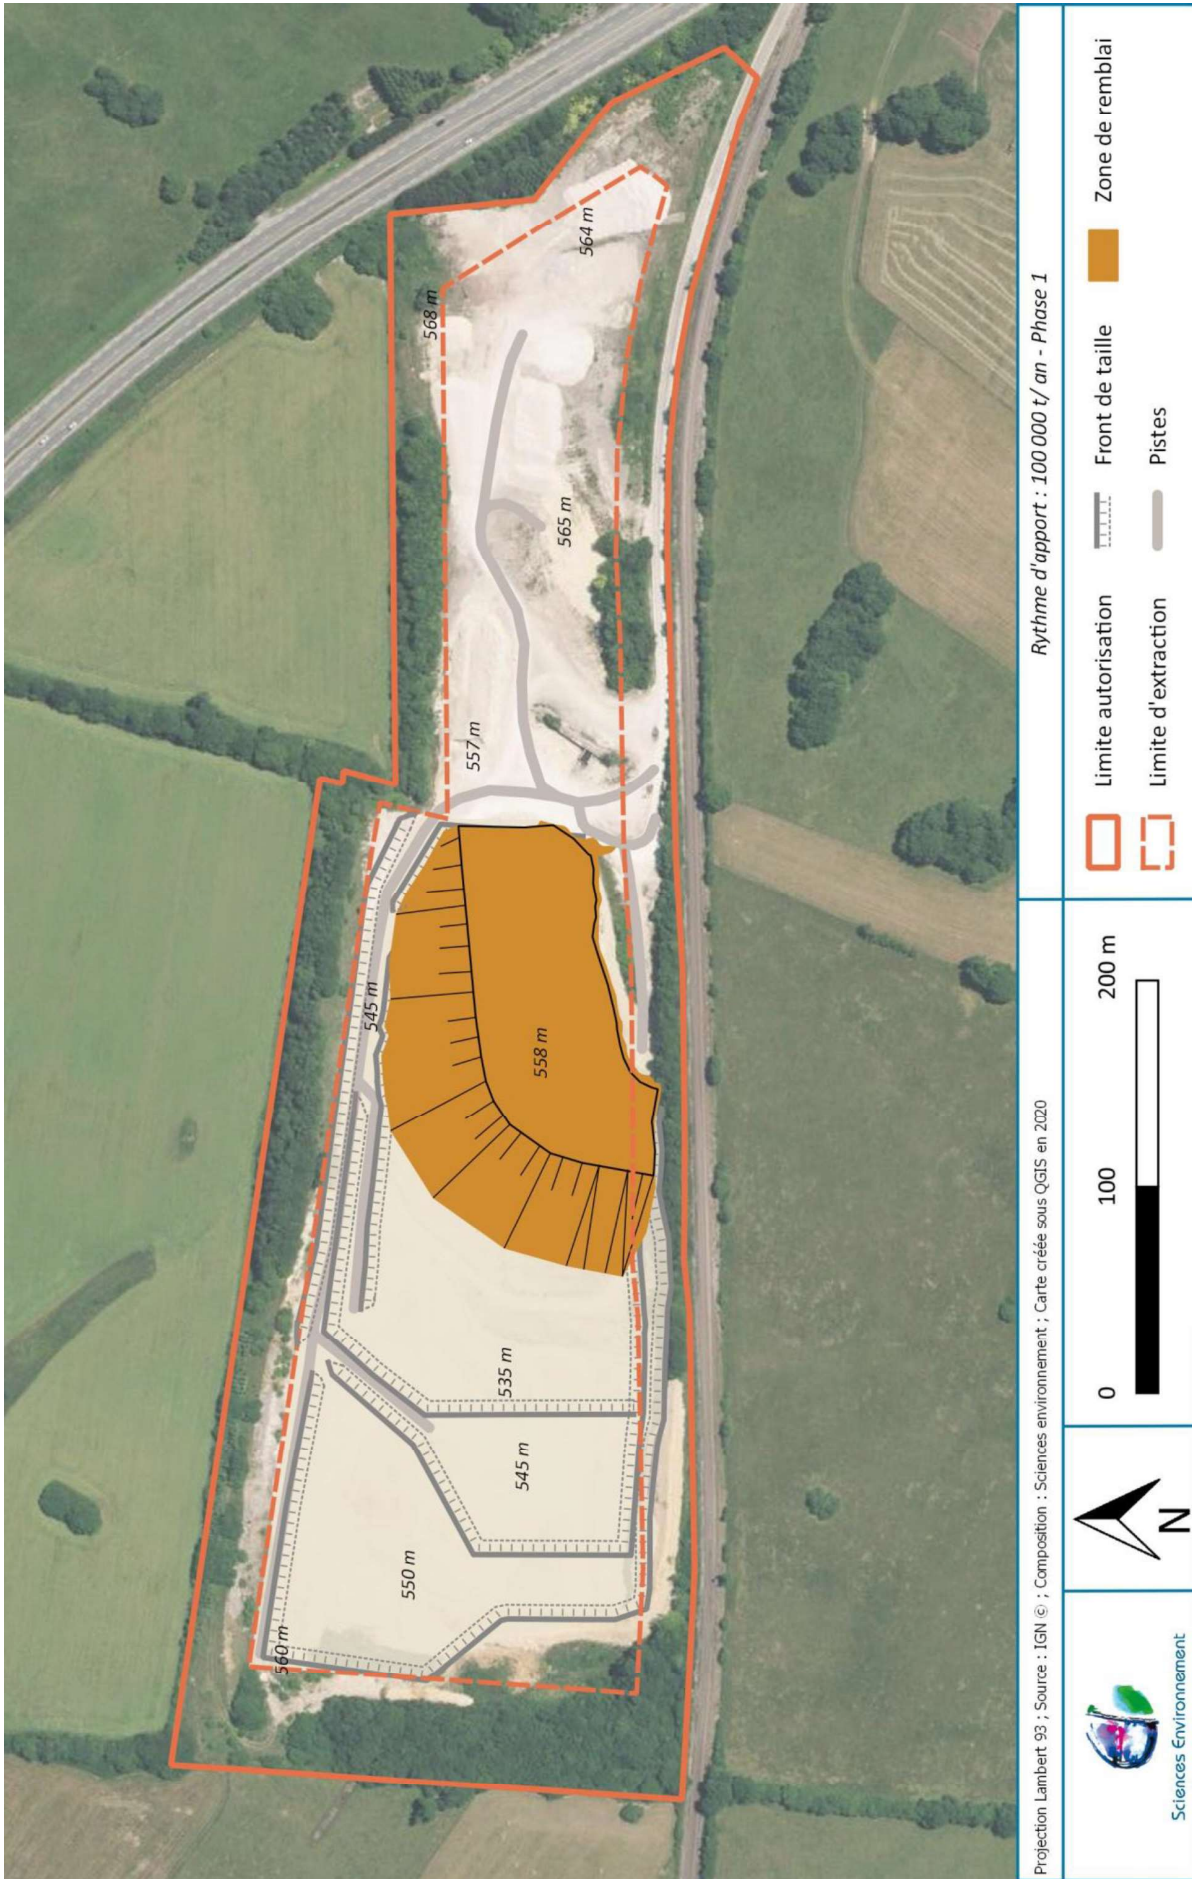 560 m
550 m
545 m
535 m
545 m
558 m
557 m
565 m
568 m
564 m
Projection Lambert 93 ; Source : IGN © ; Composition : Sciences environnement ; Carte créée sous QGIS en 2020
Rythme d'apport : 100 000 t/ an - Phase 1
Sciences Environnement
N
0 100 200 m
Limite autorisation
Front de taille
Zone de remblai
Limite d'extraction
Pistes